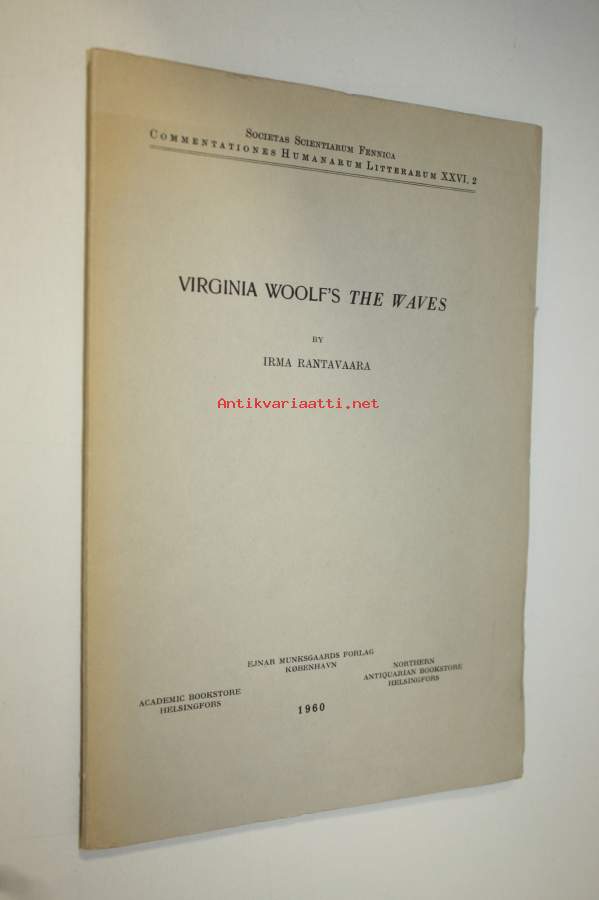 SOCIETAS SCIENTIARUM FENNICA
COMMENTATIONES HUMANARUM LITTERARUM XXVI. 2
VIRGINIA WOOLF'S THE WAVES
BY
IRMA RANTAVAARA
Antikvariaatti.net
EJNAR MUNKSGAARDS FORLAG
KØBENHAVN
NORTHERN
ANTIQUARIAN BOOKSTORE
HELSINGFORS
ACADEMIC BOOKSTORE
HELSINGFORS
1960